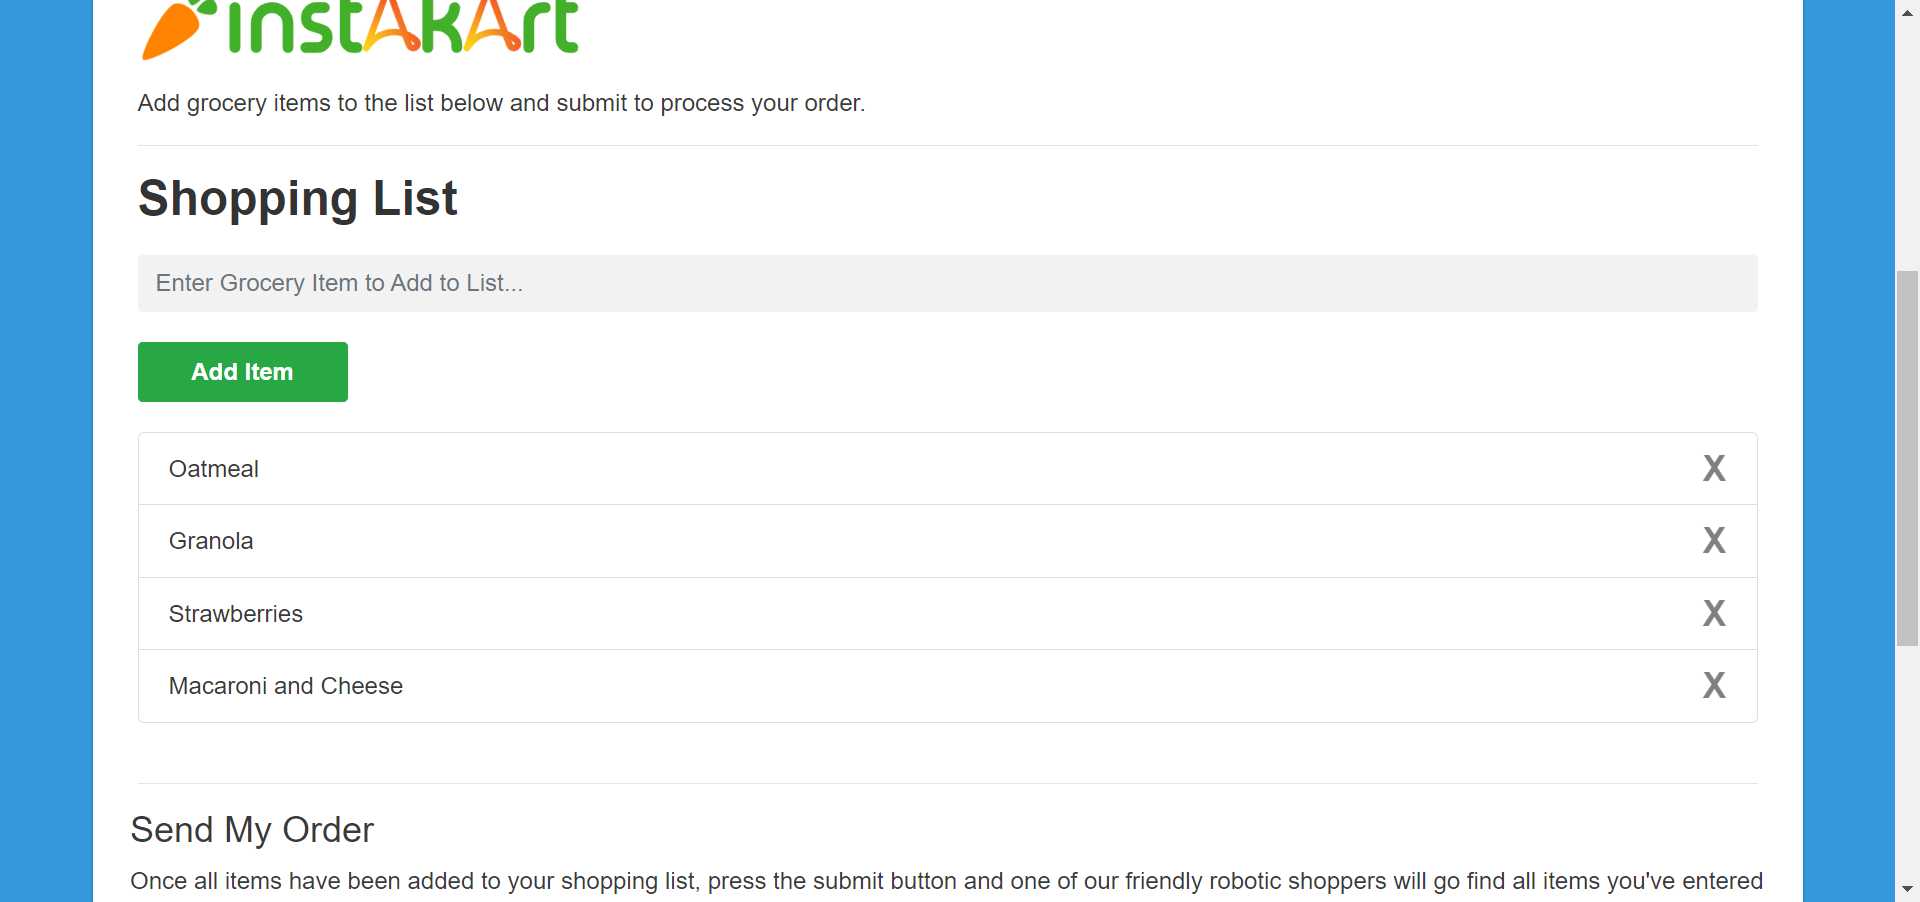 instAkArt
Add grocery items to the list below and submit to process your order.
Shopping List
Enter Grocery Item to Add to List...
Add Item
Oatmeal X
Granola X
Strawberries X
Macaroni and Cheese X
Send My Order
Once all items have been added to your shopping list, press the submit button and one of our friendly robotic shoppers will go find all items you've entered